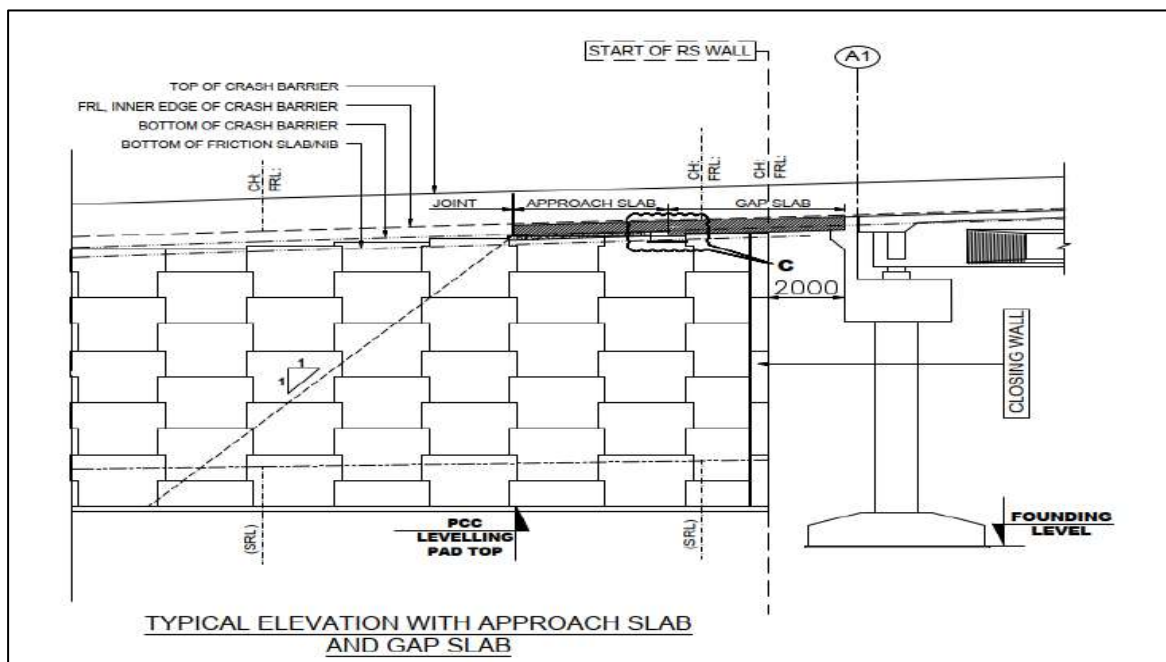 START OF RS WALL
A1
TOP OF CRASH BARRIER
FRL, INNER EDGE OF CRASH BARRIER
BOTTOM OF CRASH BARRIER
BOTTOM OF FRICTION SLAB/NIB
CH:
FRL:
CH:
FRL:
CH:
FRL:
JOINT
APPROACH SLAB
GAP SLAB
C
2000
CLOSING WALL
1
1
(SRL)
(SRL)
PCC
LEVELLING
PAD TOP
FOUNDING
LEVEL
TYPICAL ELEVATION WITH APPROACH SLAB
AND GAP SLAB